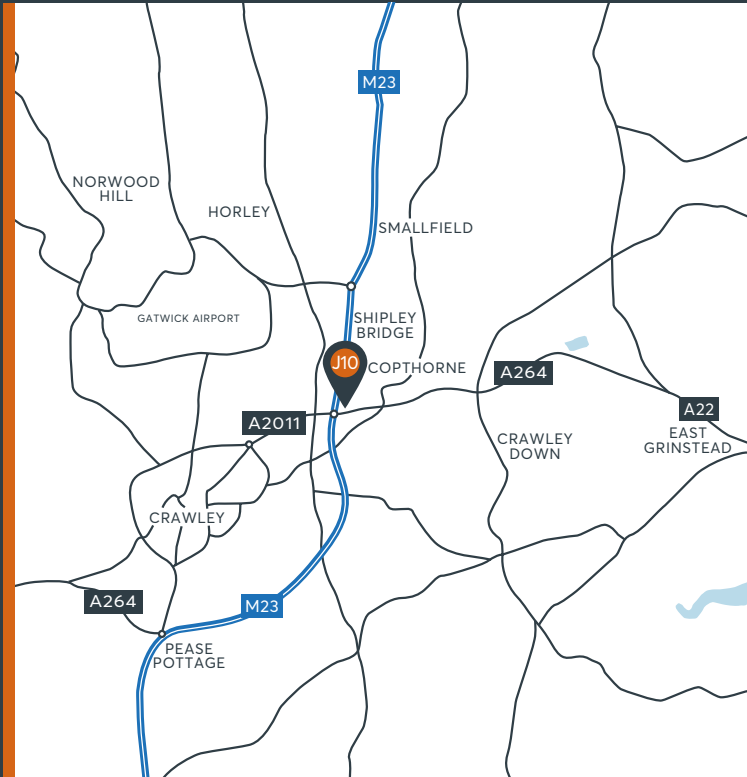 M23
NORWOOD
HILL
HORLEY
SMALLFIELD
GATWICK AIRPORT
SHIPLEY
BRIDGE
J10
COPTHORNE
A264
A22
A2011
EAST
GRINSTEAD
CRAWLEY
DOWN
CRAWLEY
A264
M23
PEASE
POTTAGE